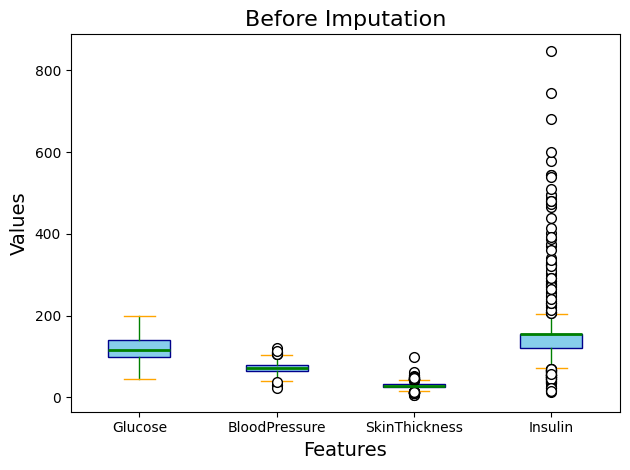 Before Imputation
800
600
400
200
0
Values
Glucose
BloodPressure
SkinThickness
Insulin
Features